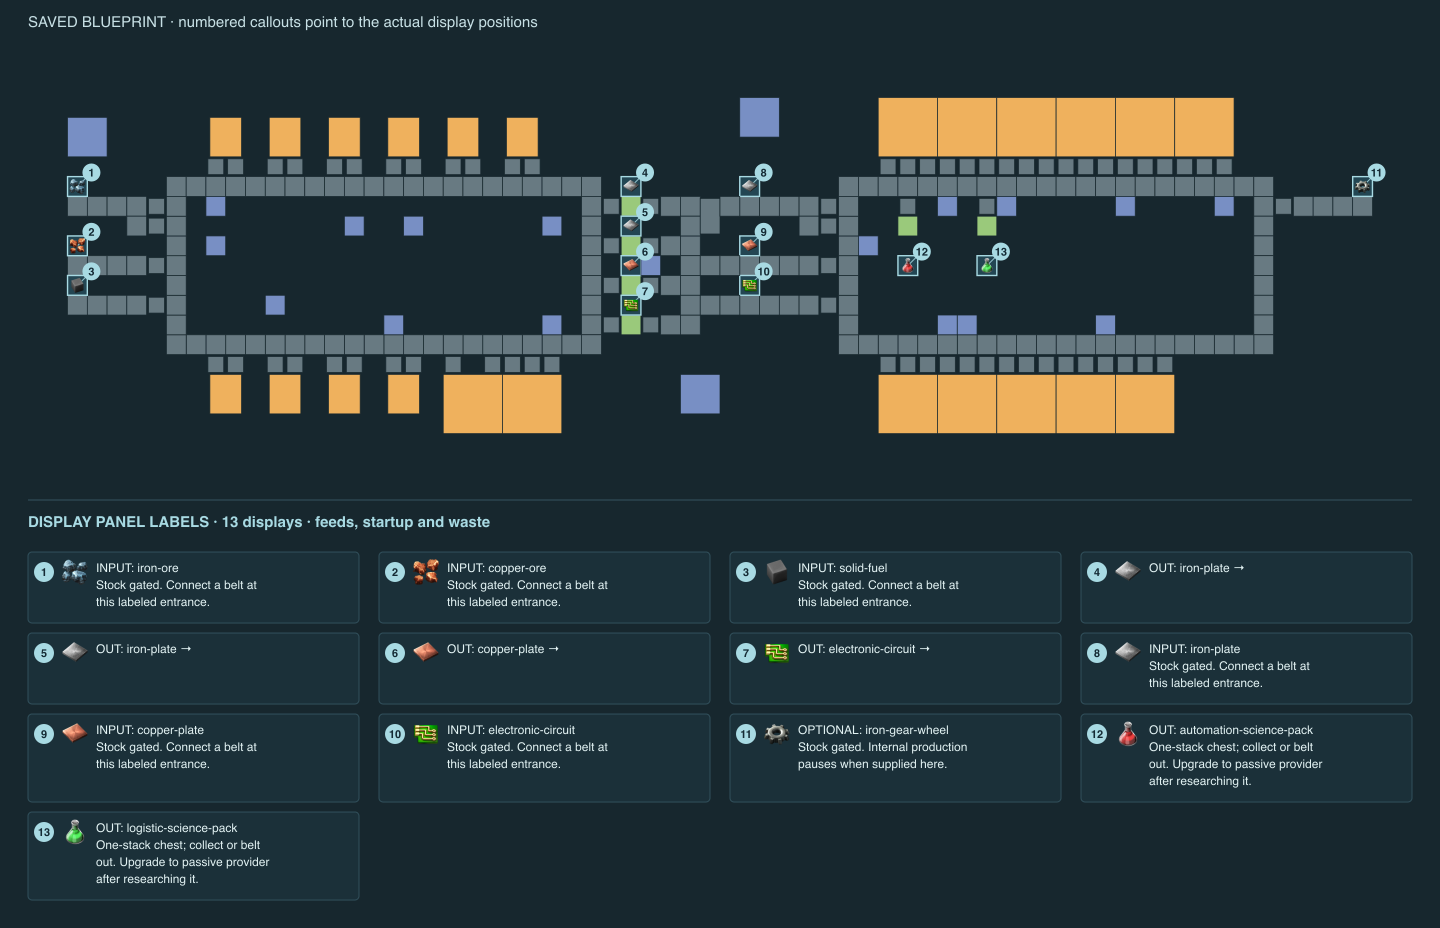 SAVED BLUEPRINT · numbered callouts point to the actual display positions
1
4
8
11
2
5
9
3
6
10
12
13
7
DISPLAY PANEL LABELS · 13 displays · feeds, startup and waste
1
INPUT: iron-ore
Stock gated. Connect a belt at
this labeled entrance.
2
INPUT: copper-ore
Stock gated. Connect a belt at
this labeled entrance.
3
INPUT: solid-fuel
Stock gated. Connect a belt at
this labeled entrance.
4
OUT: iron-plate →
5
OUT: iron-plate →
6
OUT: copper-plate →
7
OUT: electronic-circuit →
8
INPUT: iron-plate
Stock gated. Connect a belt at
this labeled entrance.
9
INPUT: copper-plate
Stock gated. Connect a belt at
this labeled entrance.
10
INPUT: electronic-circuit
Stock gated. Connect a belt at
this labeled entrance.
11
OPTIONAL: iron-gear-wheel
Stock gated. Internal production
pauses when supplied here.
12
OUT: automation-science-pack
One-stack chest; collect or belt
out. Upgrade to passive provider
after researching it.
13
OUT: logistic-science-pack
One-stack chest; collect or belt
out. Upgrade to passive provider
after researching it.